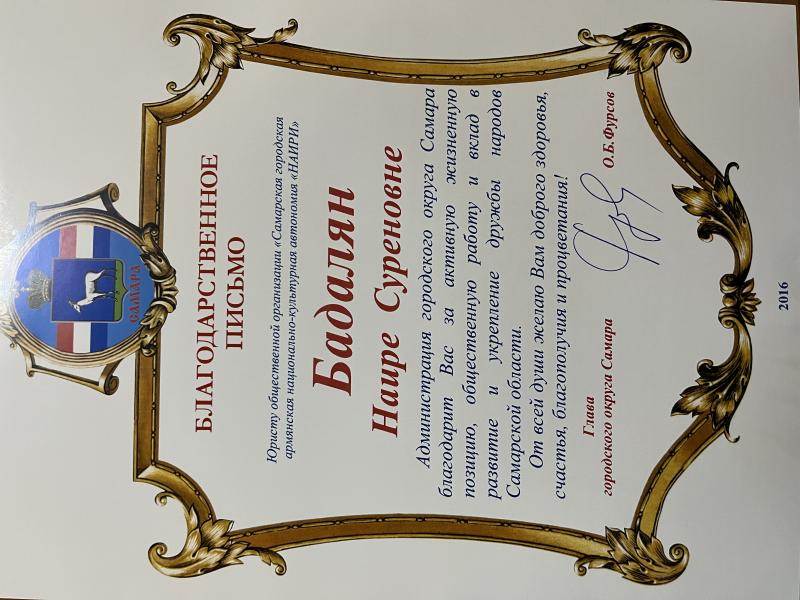 САМАРА
БЛАГОДАРСТВЕННОЕ
ПИСЬМО
Юристу общественной организации «Самарская городская
армянская национально-культурная автономия «НАИРИ»
Бадалян
Наире Суреновне
Администрация городского округа Самара
благодарит Вас за активную жизненную
позицию, общественную работу и вклад в
развитие и укрепление дружбы народов
Самарской области.
От всей души желаю Вам доброго здоровья,
счастья, благополучия и процветания!
Глава
городского округа Самара О.Б.Фурсов
2016